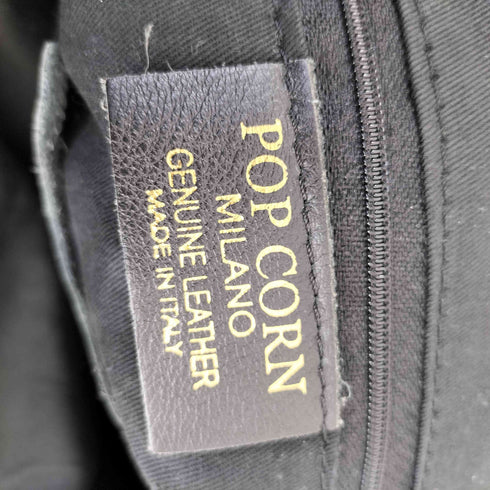 POP CORN
MILANO
GENUINE LEATHER
MADE IN ITALY